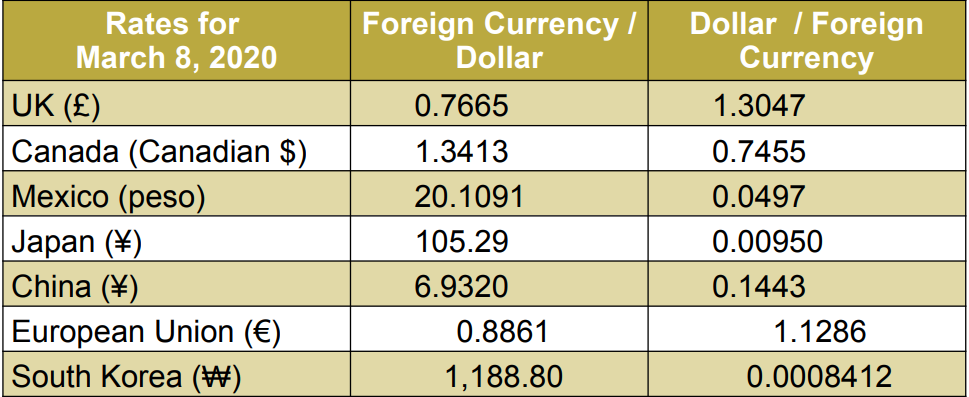 Rates for
March 8, 2020
Foreign Currency /
Dollar
Dollar / Foreign
Currency
UK (£) 0.7665 1.3047
Canada (Canadian $) 1.3413 0.7455
Mexico (peso) 20.1091 0.0497
Japan (¥) 105.29 0.00950
China (¥) 6.9320 0.1443
European Union (€) 0.8861 1.1286
South Korea (₩) 1,188.80 0.0008412